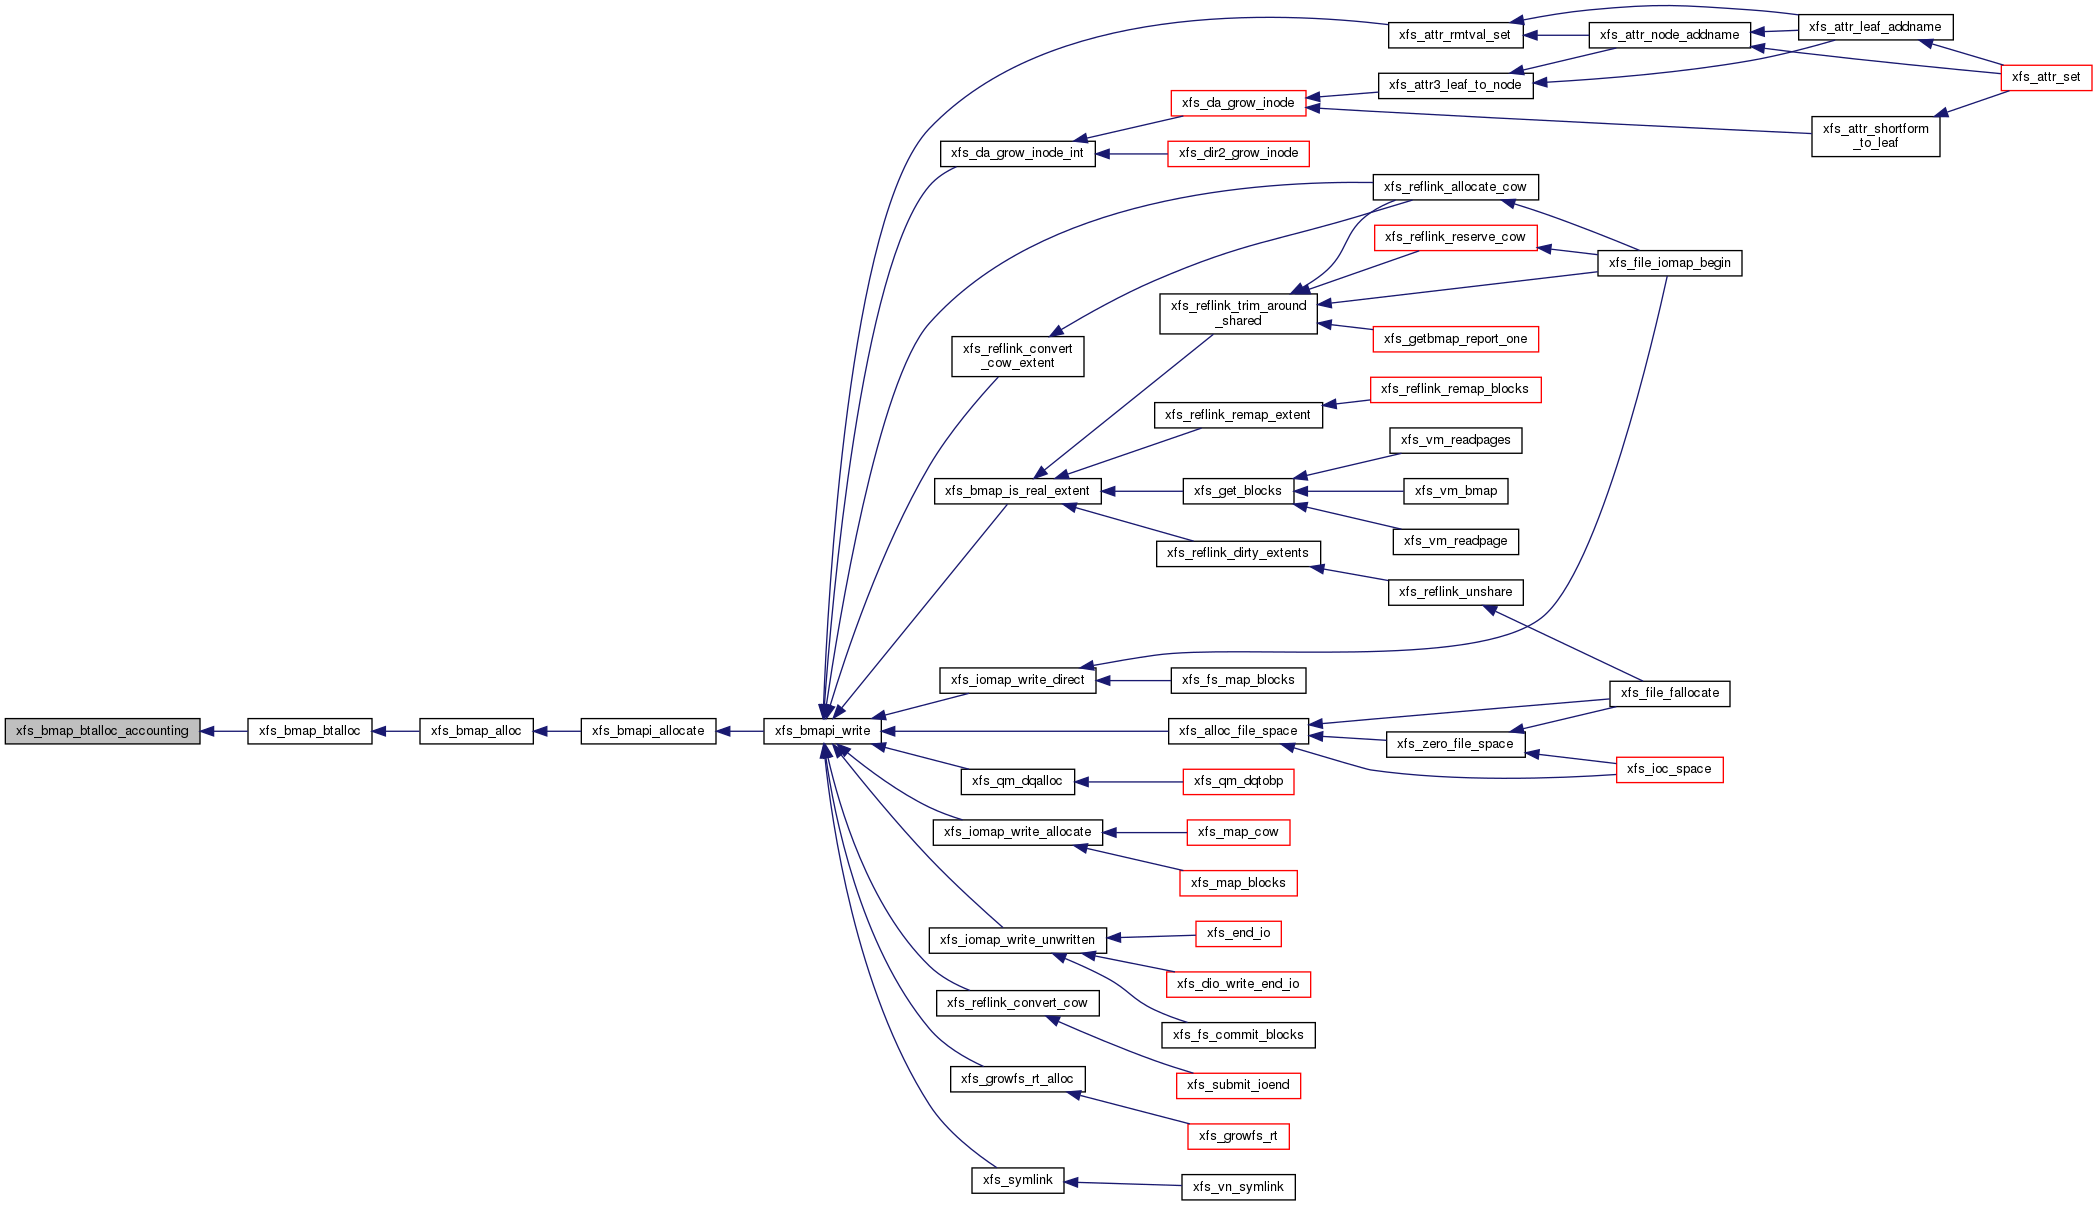 xfs_attr_rmtval_set
xfs_attr_node_addname
xfs_attr_leaf_addname
xfs_attr_set
xfs_attr3_leaf_to_node
xfs_da_grow_inode
xfs_attr_shortform
_to_leaf
xfs_da_grow_inode_int
xfs_dir2_grow_inode
xfs_reflink_allocate_cow
xfs_reflink_reserve_cow
xfs_file_iomap_begin
xfs_reflink_trim_around
_shared
xfs_getbmap_report_one
xfs_reflink_convert
_cow_extent
xfs_reflink_remap_blocks
xfs_reflink_remap_extent
xfs_vm_readpages
xfs_bmap_is_real_extent
xfs_get_blocks
xfs_vm_bmap
xfs_vm_readpage
xfs_reflink_dirty_extents
xfs_reflink_unshare
xfs_iomap_write_direct
xfs_fs_map_blocks
xfs_file_fallocate
xfs_bmap_btalloc_accounting
xfs_bmap_btalloc
xfs_bmap_alloc
xfs_bmapi_allocate
xfs_bmapi_write
xfs_alloc_file_space
xfs_zero_file_space
xfs_ioc_space
xfs_qm_dqalloc
xfs_qm_dqtobp
xfs_iomap_write_allocate
xfs_map_cow
xfs_map_blocks
xfs_iomap_write_unwritten
xfs_end_io
xfs_dio_write_end_io
xfs_reflink_convert_cow
xfs_fs_commit_blocks
xfs_growfs_rt_alloc
xfs_submit_ioend
xfs_growfs_rt
xfs_symlink
xfs_vn_symlink